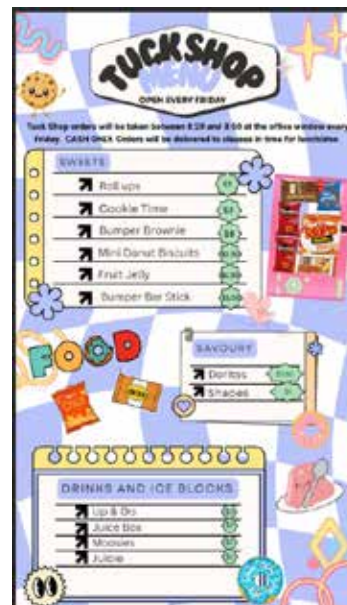 TUCK SHOP
MENU
OPEN EVERY FRIDAY
Tuck Shop orders will be taken between 8:20 and 8:50 at the office window every
Friday. CASH ONLY. Orders will be delivered to classes in time for lunchtime.
SWEETS
Roll ups
Cookie Time
Bumper Brownie
Mini Donut Biscuits
Fruit Jelly
Bumper Bar Stick
FOOD
SAVOURY
Doritos
Shapes
DRINKS AND ICE BLOCKS
Up & Go
Juice Box
Moosies
Juicie